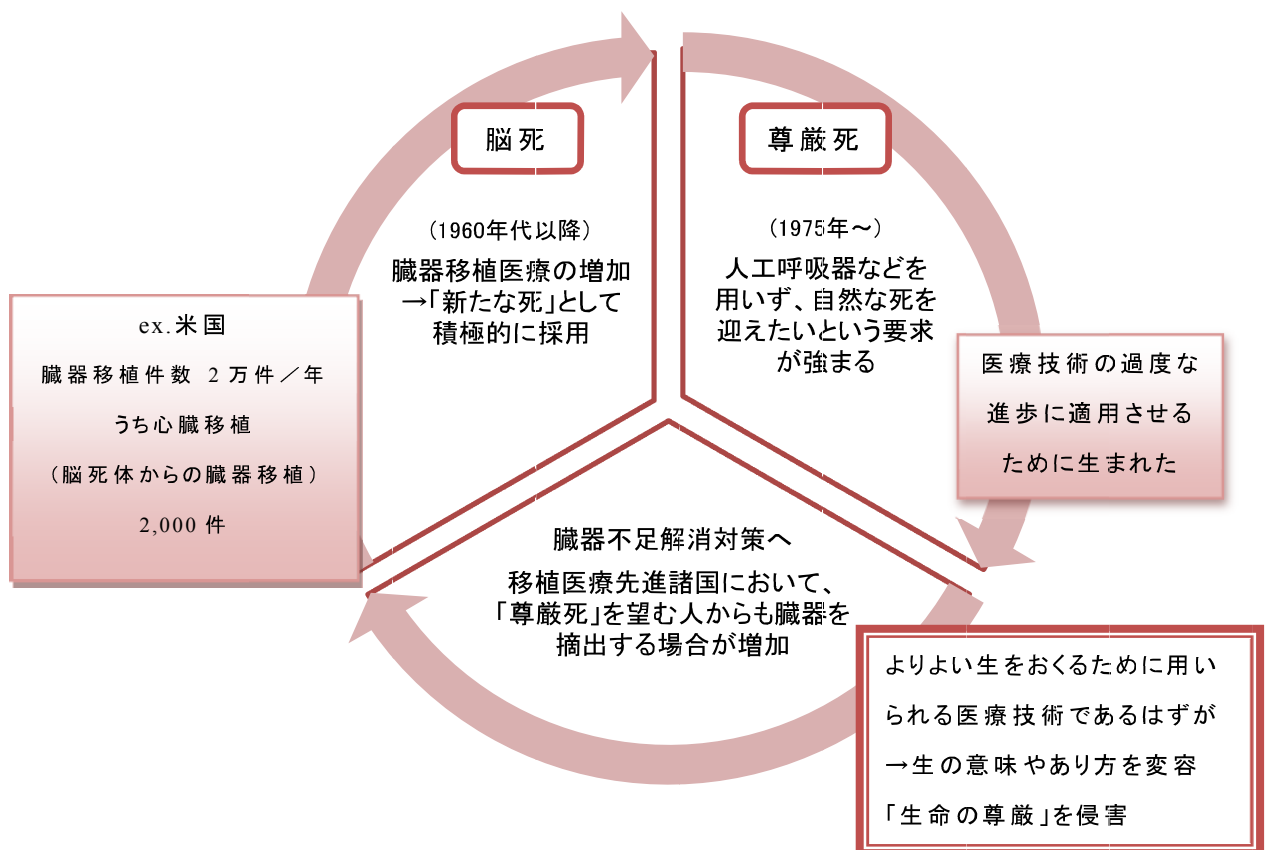 脳死
(1960年代以降)
臓器移植医療の増加
→「新たな死」として
積極的に採用
尊厳死
(1975年～)
人工呼吸器などを
用いず、自然な死を
迎えたいという要求
が強まる
ex.米国
臓器移植件数 2万件／年
うち心臓移植
（脳死体からの臓器移植）
2,000件
医療技術の過度な
進歩に適用させる
ために生まれた
臓器不足解消対策へ
移植医療先進諸国において、
「尊厳死」を望む人からも臓器を
摘出する場合が増加
よりよい生をおくるために用い
られる医療技術であるはずが
→生の意味やあり方を変容
「生命の尊厳」を侵害